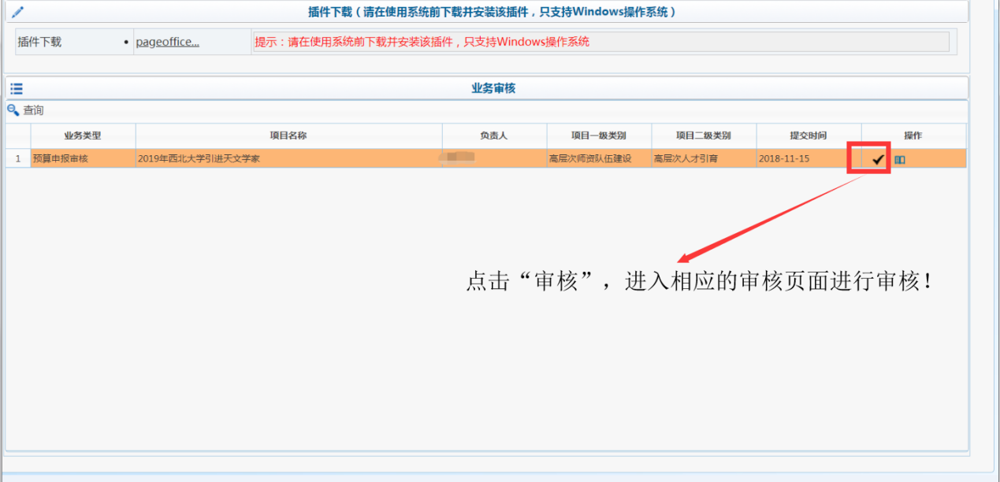 插件下载（请在使用系统前下载并安装该插件，只支持Windows操作系统）
插件下载 • pageoffice... 提示：请在使用系统前下载并安装该插件，只支持Windows操作系统
业务审核
查询
业务类型 项目名称 负责人 项目一级类别 项目二级类别 提交时间 操作
1 预算申报审核 2019年西北大学引进天文学家 高层次师资队伍建设 高层次人才引育 2018-11-15
点击“审核”，进入相应的审核页面进行审核！